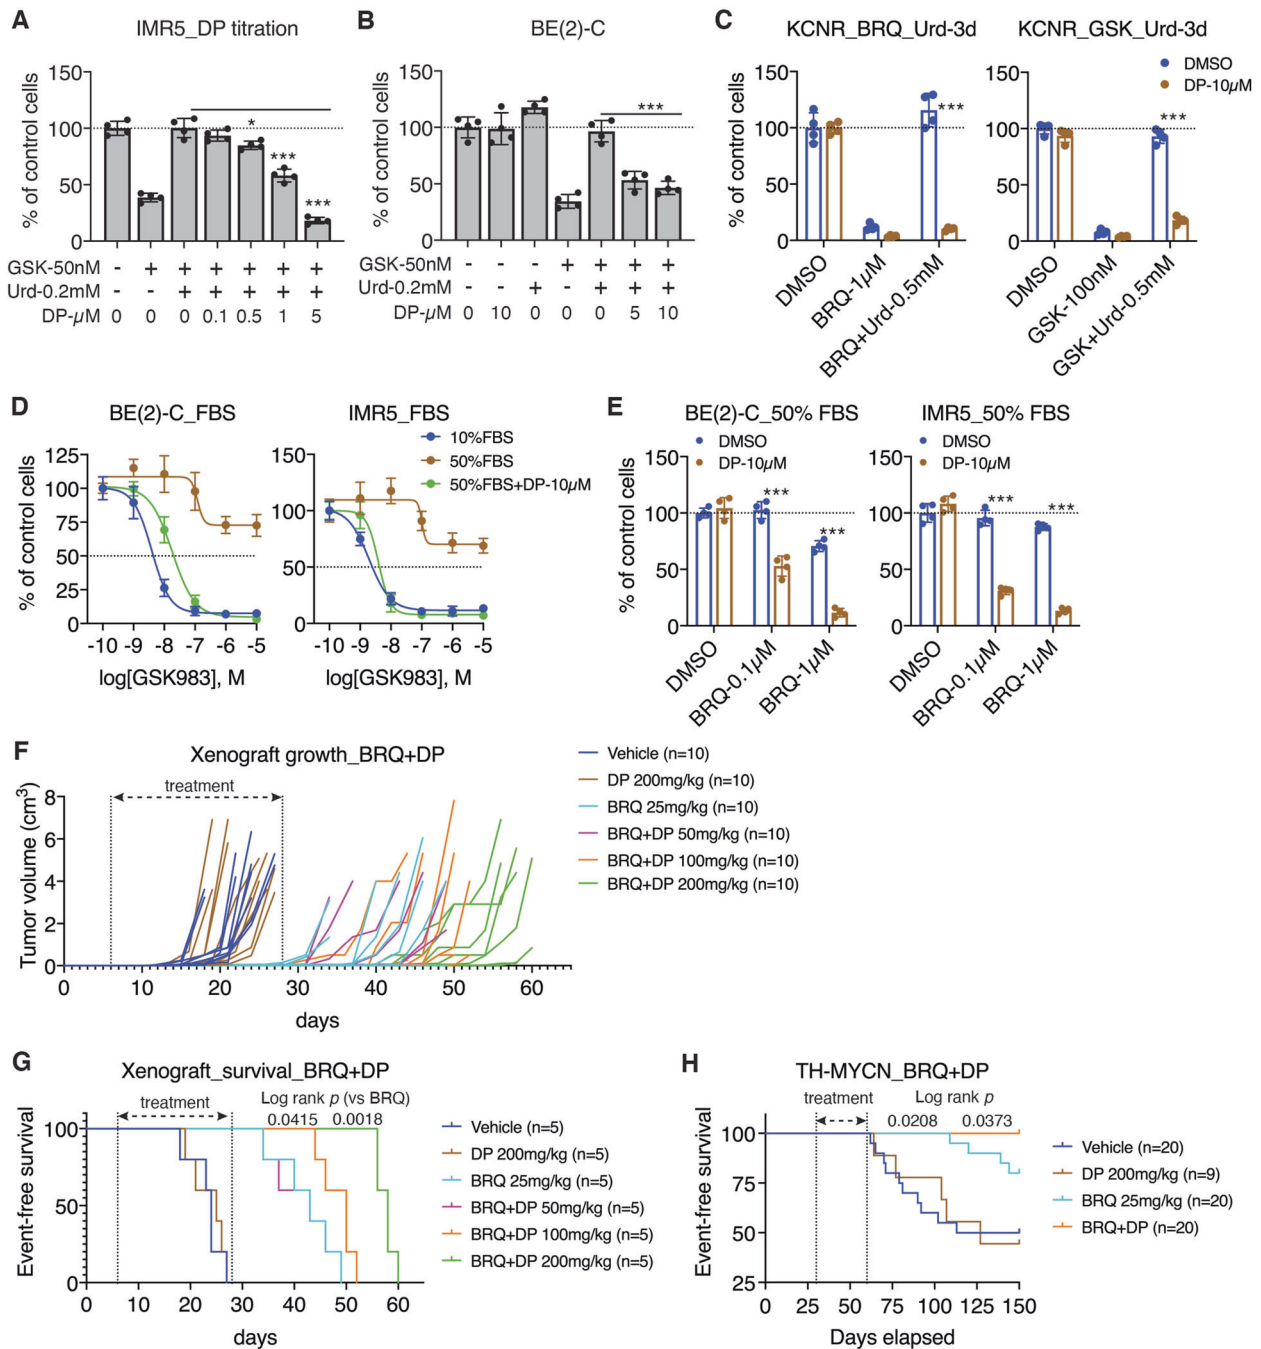 A
IMR5_DP titration
% of control cells
150
100
50
0
*
***
***
GSK-50nM - + + + + + +
Urd-0.2mM - - + + + + +
DP-μM 0 0 0 0.1 0.5 1 5
B
BE(2)-C
% of control cells
150
100
50
0
***
GSK-50nM - - - + + + +
Urd-0.2mM - - + - + + +
DP-μM 0 10 0 0 0 5 10
C
KCNR_BRQ_Urd-3d
% of control cells
150
100
50
0
***
DMSO
BRQ-1μM
BRQ+Urd-0.5mM
KCNR_GSK_Urd-3d
DMSO
DP-10μM
150
100
50
0
***
DMSO
GSK-100nM
GSK+Urd-0.5mM
D
BE(2)-C_FBS
% of control cells
125
100
75
50
25
0
-10 -9 -8 -7 -6 -5
log[GSK983], M
IMR5_FBS
10%FBS
50%FBS
50%FBS+DP-10μM
150
100
50
0
-10 -9 -8 -7 -6 -5
log[GSK983], M
E
BE(2)-C_50% FBS
DMSO
DP-10μM
% of control cells
150
100
50
0
***
***
DMSO
BRQ-0.1μM
BRQ-1μM
IMR5_50% FBS
DMSO
DP-10μM
150
100
50
0
***
***
DMSO
BRQ-0.1μM
BRQ-1μM
F
Xenograft growth_BRQ+DP
treatment
Tumor volume (cm3)
8
6
4
2
0
0 10 20 30 40 50 60
days
Vehicle (n=10)
DP 200mg/kg (n=10)
BRQ 25mg/kg (n=10)
BRQ+DP 50mg/kg (n=10)
BRQ+DP 100mg/kg (n=10)
BRQ+DP 200mg/kg (n=10)
G
Xenograft_survival_BRQ+DP
treatment
Log rank p (vs BRQ)
0.0415 0.0018
Event-free survival
100
50
0
0 10 20 30 40 50 60
days
Vehicle (n=5)
DP 200mg/kg (n=5)
BRQ 25mg/kg (n=5)
BRQ+DP 50mg/kg (n=5)
BRQ+DP 100mg/kg (n=5)
BRQ+DP 200mg/kg (n=5)
H
TH-MYCN_BRQ+DP
treatment
Log rank p
0.0208 0.0373
Event-free survival
100
75
50
25
0 25 50 75 100 125 150
Days elapsed
Vehicle (n=20)
DP 200mg/kg (n=9)
BRQ 25mg/kg (n=20)
BRQ+DP (n=20)